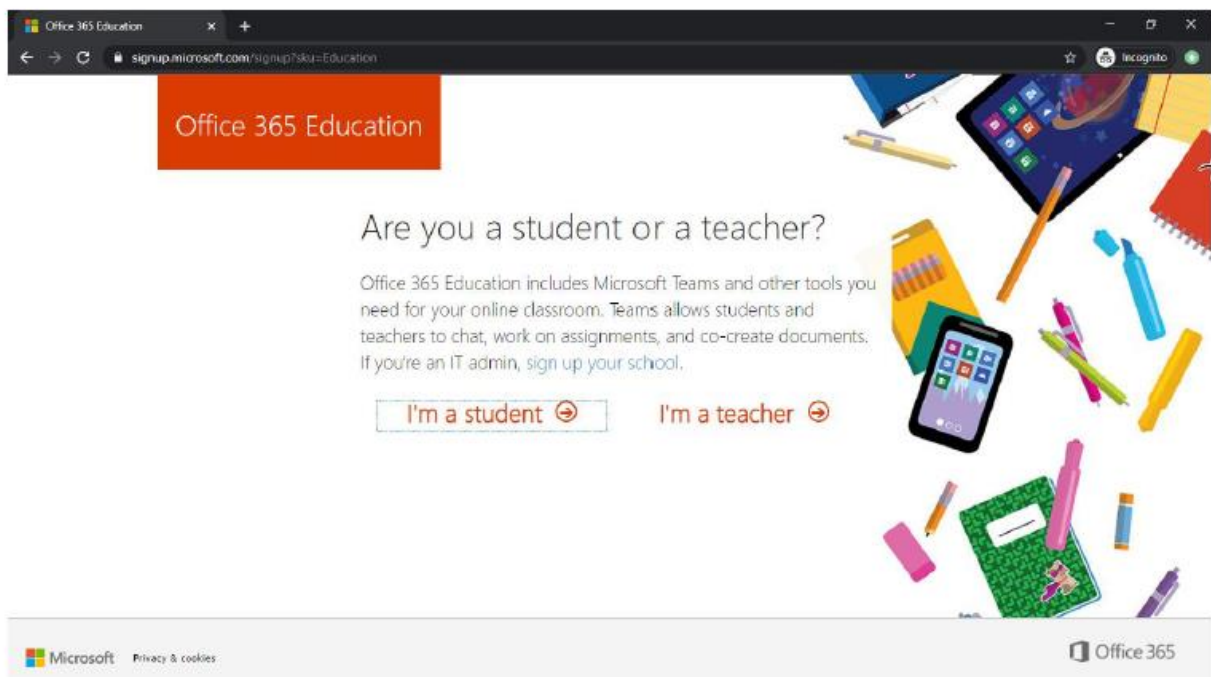 Office 365 Education
signup.microsoft.com/signup?sku=Education
Incognito
Office 365 Education
Are you a student or a teacher?
Office 365 Education includes Microsoft Teams and other tools you
need for your online classroom. Teams allows students and
teachers to chat, work on assignments, and co-create documents.
If you're an IT admin, sign up your school.
I'm a student
I'm a teacher
Microsoft
Privacy & cookies
Office 365